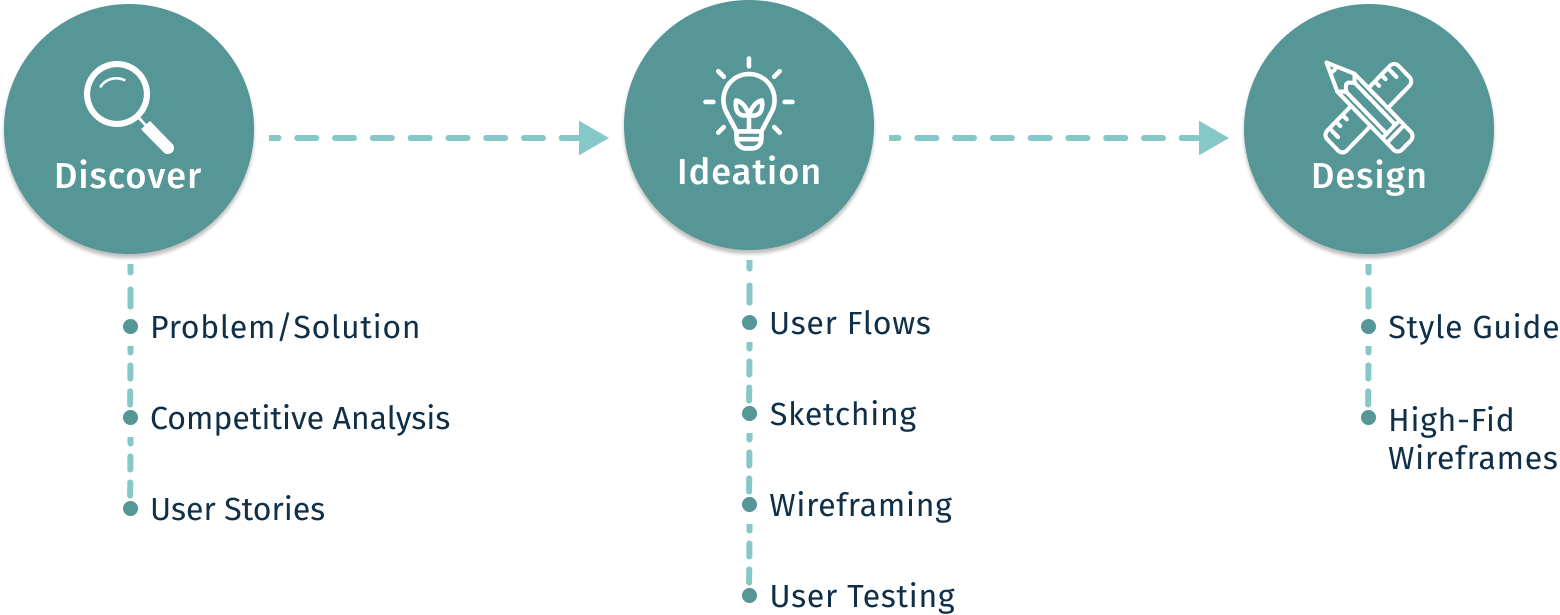 Discover
Problem/Solution
Competitive Analysis
User Stories
Ideation
User Flows
Sketching
Wireframing
User Testing
Design
Style Guide
High-Fid
Wireframes